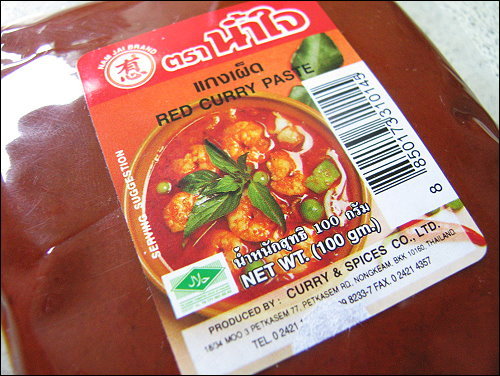 NAM JAI BRAND
ตรา น้ำใจ
แกงเผ็ด
RED CURRY PASTE
SERVING SUGGESTION
8850173310145
น้ำหนักสุทธิ 100 กรัม
NET WT. (100 gm.)
حلال
PRODUCED BY : CURRY & SPICES CO., LTD.
18/34 MOO 3 PETKASEM 77, PETKASEM RD, NONGKEAM, BKK 10160 THAILAND.
TEL. 0 2421 8233-7 FAX. 0 2421 4357